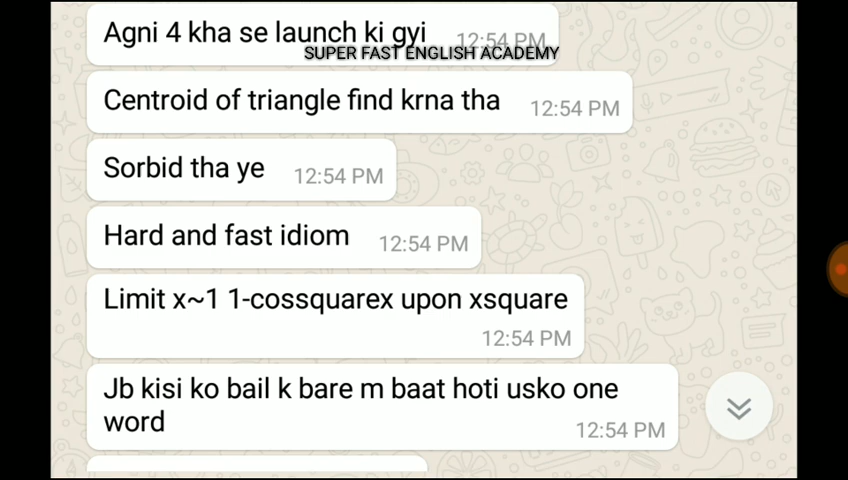 Agni 4 kha se launch ki gyi 12:54 PM
SUPER FAST ENGLISH ACADEMY
Centroid of triangle find krna tha 12:54 PM
Sorbid tha ye 12:54 PM
Hard and fast idiom 12:54 PM
Limit x~1 1-cossquarex upon xsquare
12:54 PM
Jb kisi ko bail k bare m baat hoti usko one
word 12:54 PM